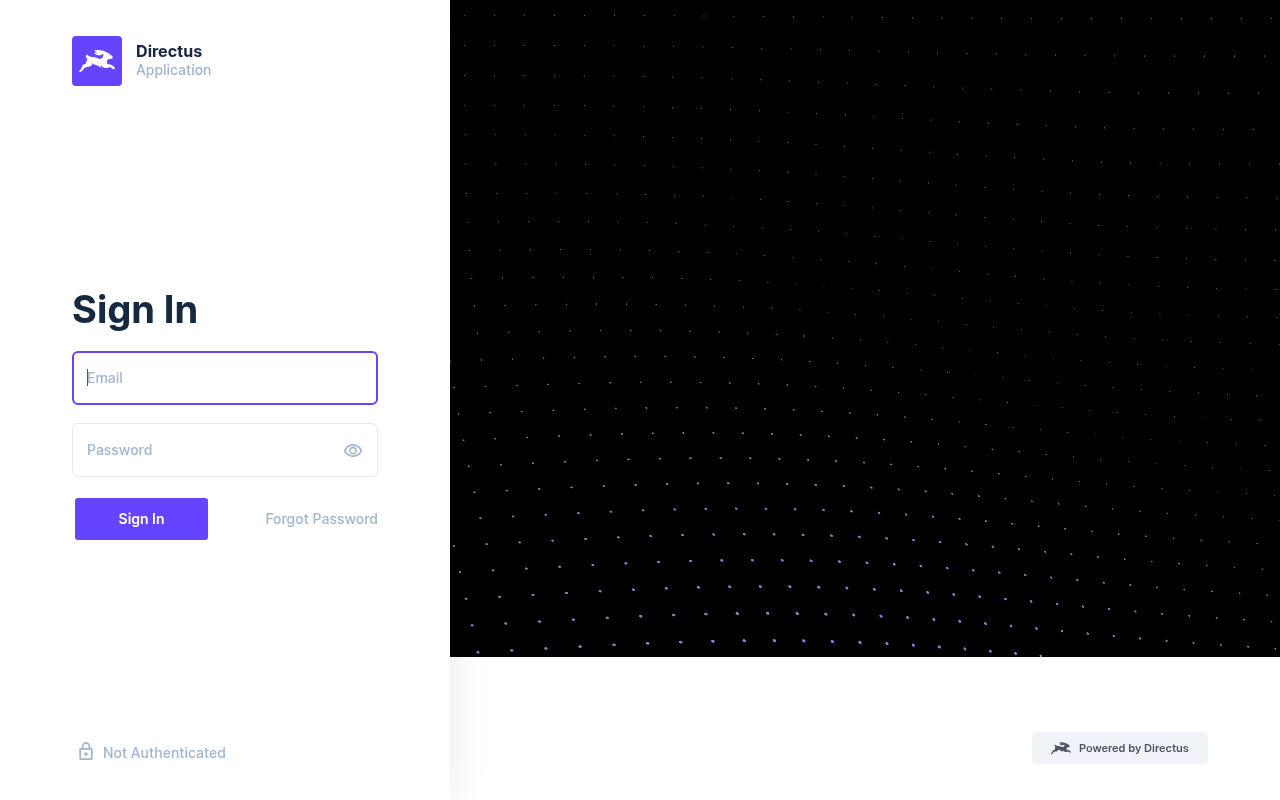 Directus
Application
Sign In
Email
Password
Sign In
Forgot Password
Not Authenticated
Powered by Directus